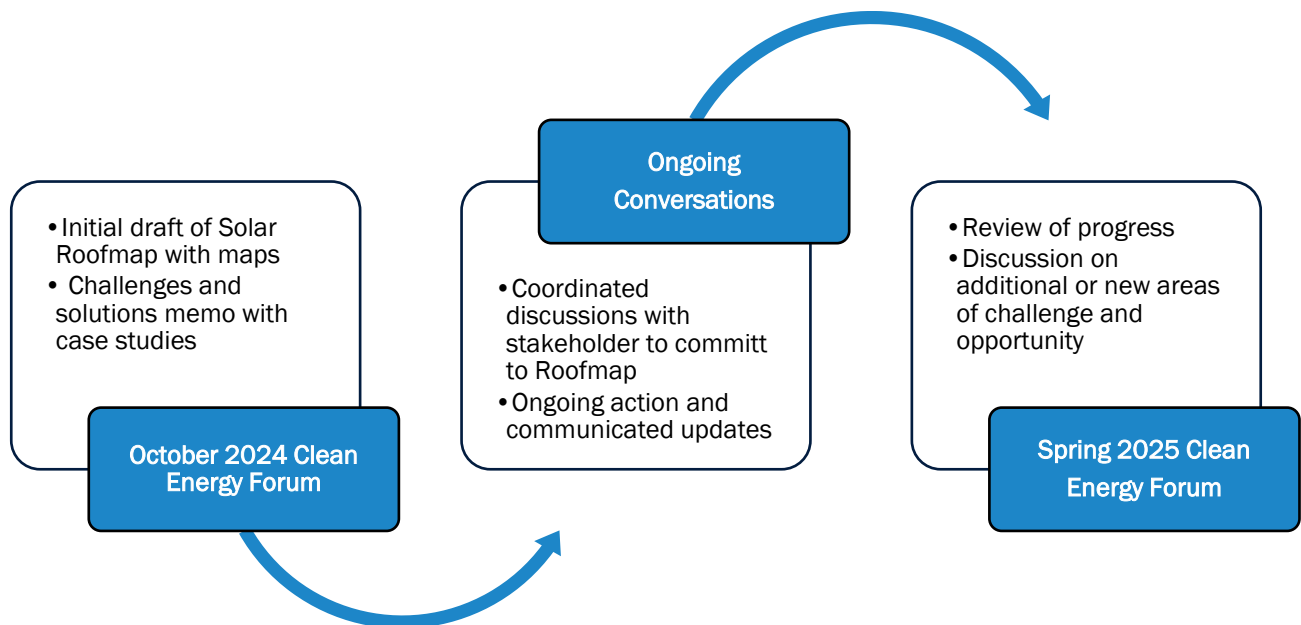 •Initial draft of Solar
Roofmap with maps
• Challenges and
solutions memo with
case studies
October 2024 Clean
Energy Forum
Ongoing
Conversations
•Coordinated
discussions with
stakeholder to committ
to Roofmap
•Ongoing action and
communicated updates
•Review of progress
•Discussion on
additional or new areas
of challenge and
opportunity
Spring 2025 Clean
Energy Forum